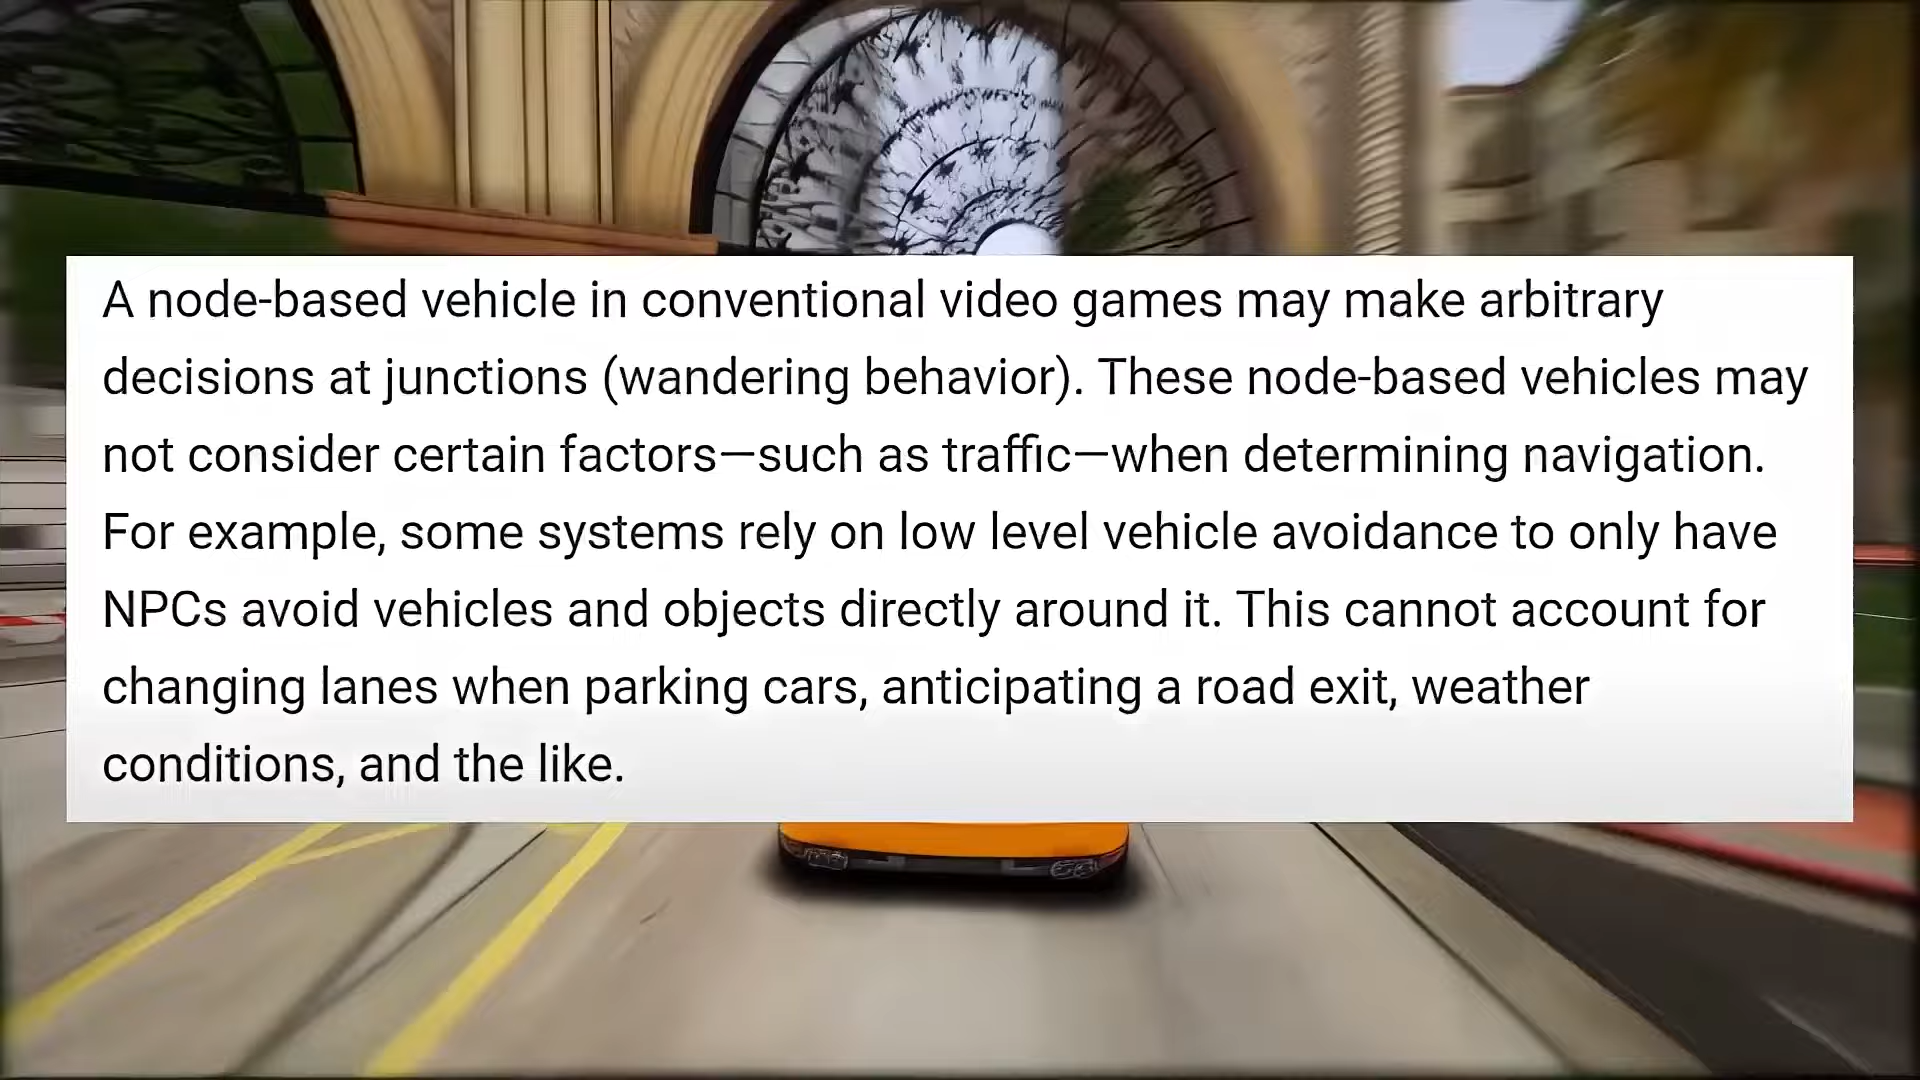 A node-based vehicle in conventional video games may make arbitrary
decisions at junctions (wandering behavior). These node-based vehicles may
not consider certain factors—such as traffic—when determining navigation.
For example, some systems rely on low level vehicle avoidance to only have
NPCs avoid vehicles and objects directly around it. This cannot account for
changing lanes when parking cars, anticipating a road exit, weather
conditions, and the like.